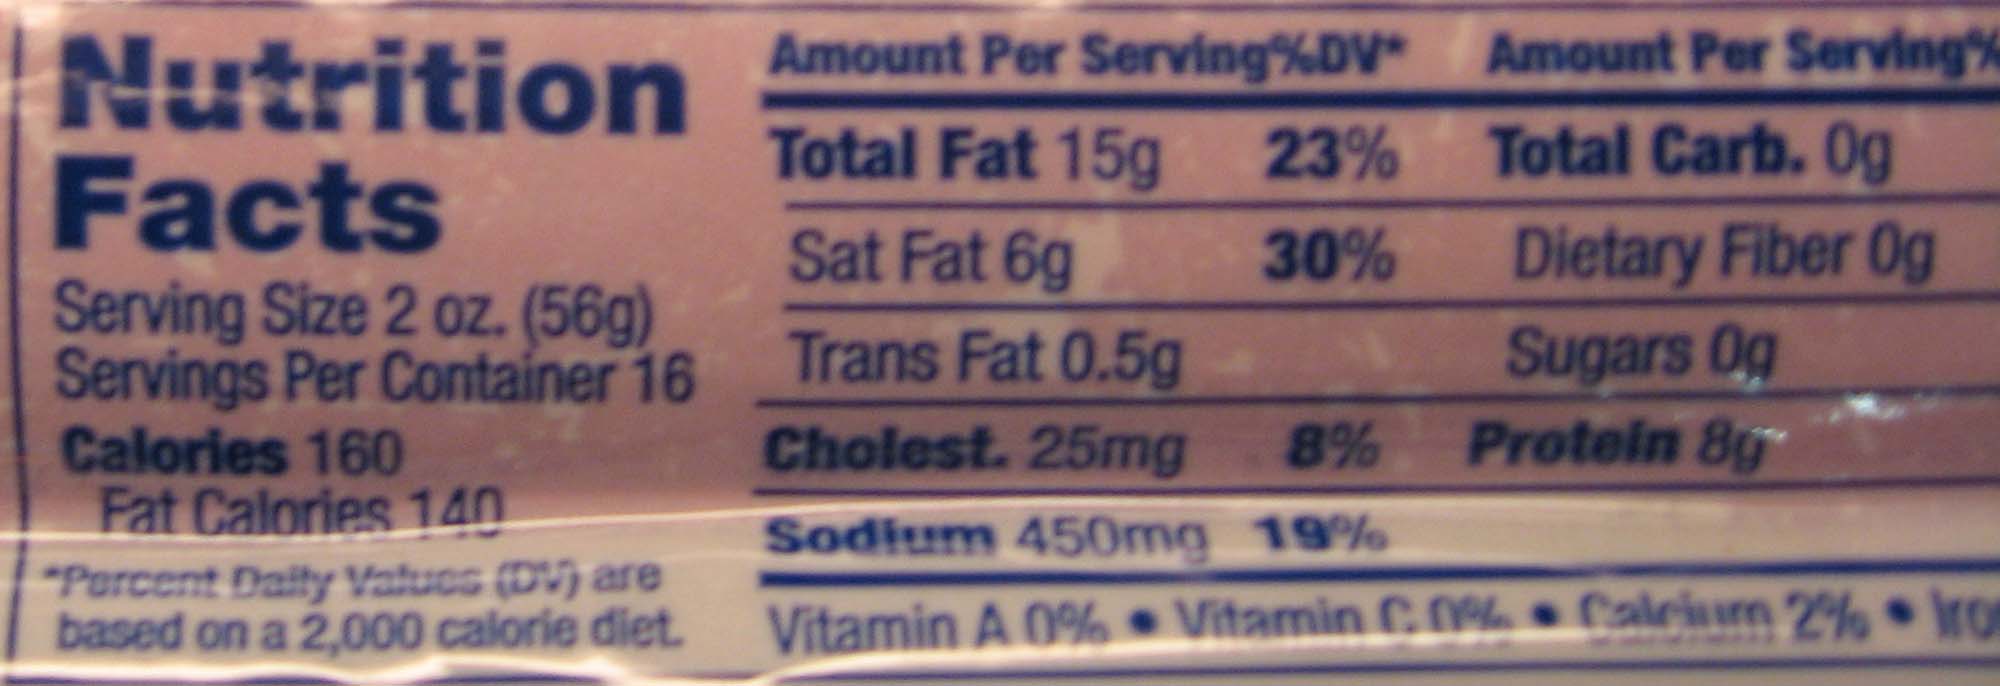 Nutrition
Facts
Serving Size 2 oz. (56g)
Servings Per Container 16
Calories 160
Fat Calories 140
*Percent Daily Values (DV) are
based on a 2,000 calorie diet.
Amount Per Serving%DV*
Total Fat 15g 23%
Sat Fat 6g 30%
Trans Fat 0.5g
Cholest. 25mg 8%
Sodium 450mg 19%
Amount Per Serving%
Total Carb. 0g
Dietary Fiber 0g
Sugars 0g
Protein 8g
Vitamin A 0% • Vitamin C 0% • Calcium 2% •